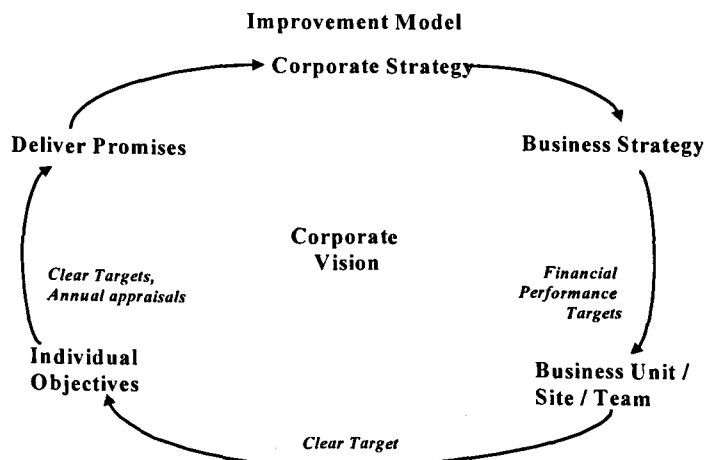 Improvement Model
Corporate Strategy
Deliver Promises
Business Strategy
Corporate
Vision
Clear Targets,
Annual appraisals
Financial
Performance
Targets
Individual
Objectives
Business Unit /
Site / Team
Clear Target